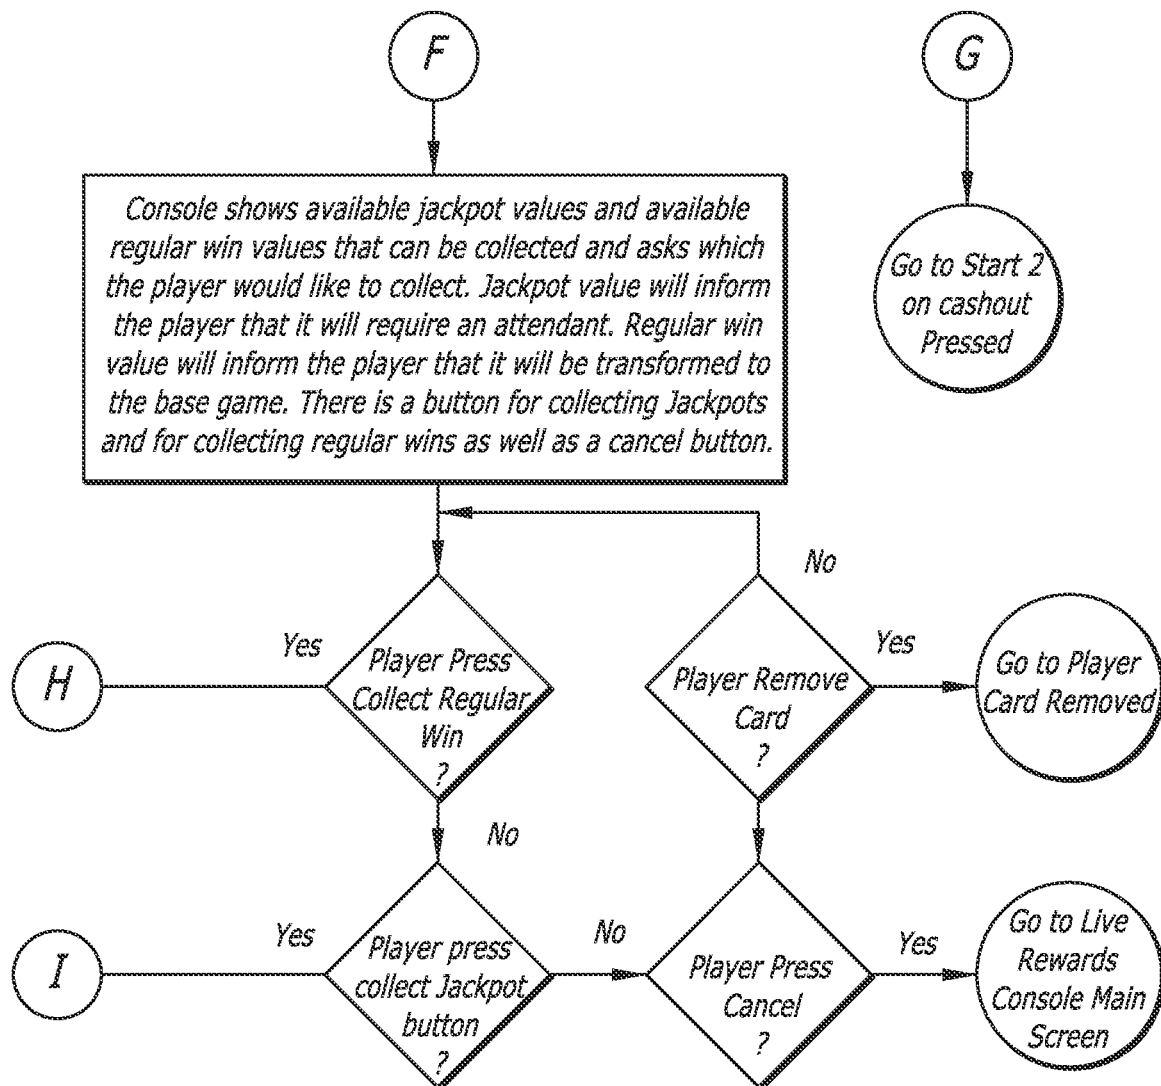 F
G
Console shows available jackpot values and available
regular win values that can be collected and asks which
the player would like to collect. Jackpot value will inform
the player that it will require an attendant. Regular win
value will inform the player that it will be transformed to
the base game. There is a button for collecting Jackpots
and for collecting regular wins as well as a cancel button.
Go to Start 2
on cashout
Pressed
No
H
Yes
Player Press
Collect Regular
Win
?
Player Remove
Card
?
Yes
Go to Player
Card Removed
No
I
Yes
Player press
collect Jackpot
button
?
No
Player Press
Cancel
?
Yes
Go to Live
Rewards
Console Main
Screen